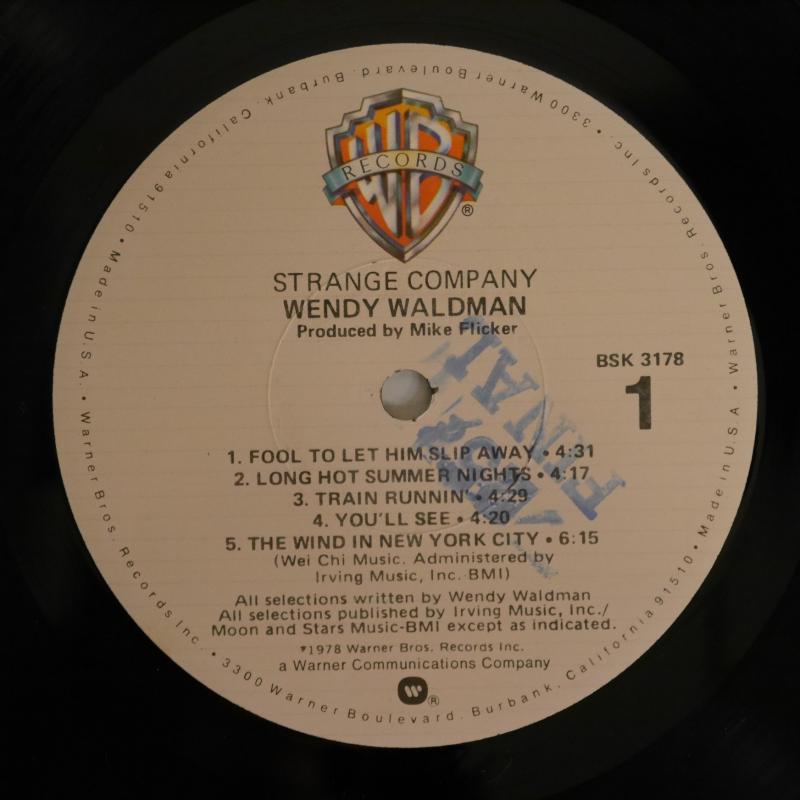 WB
RECORDS
®
STRANGE COMPANY
WENDY WALDMAN
Produced by Mike Flicker
BSK 3178
1
1. FOOL TO LET HIM SLIP AWAY • 4:31
2. LONG HOT SUMMER NIGHTS • 4:17
3. TRAIN RUNNIN' • 4:29
4. YOU'LL SEE • 4:20
5. THE WIND IN NEW YORK CITY • 6:15
(Wei Chi Music. Administered by
Irving Music, Inc. BMI)
All selections written by Wendy Waldman
All selections published by Irving Music, Inc./
Moon and Stars Music-BMI except as indicated.
℗1978 Warner Bros. Records Inc.
a Warner Communications Company
®
FINAL
Warner Bros. Records Inc. • 3300 Warner Boulevard. Burbank. California 91510 • Made in U.S.A. •
Warner Bros. Records Inc. • 3300 Warner Boulevard. Burbank. California 91510 • Made in U.S.A •